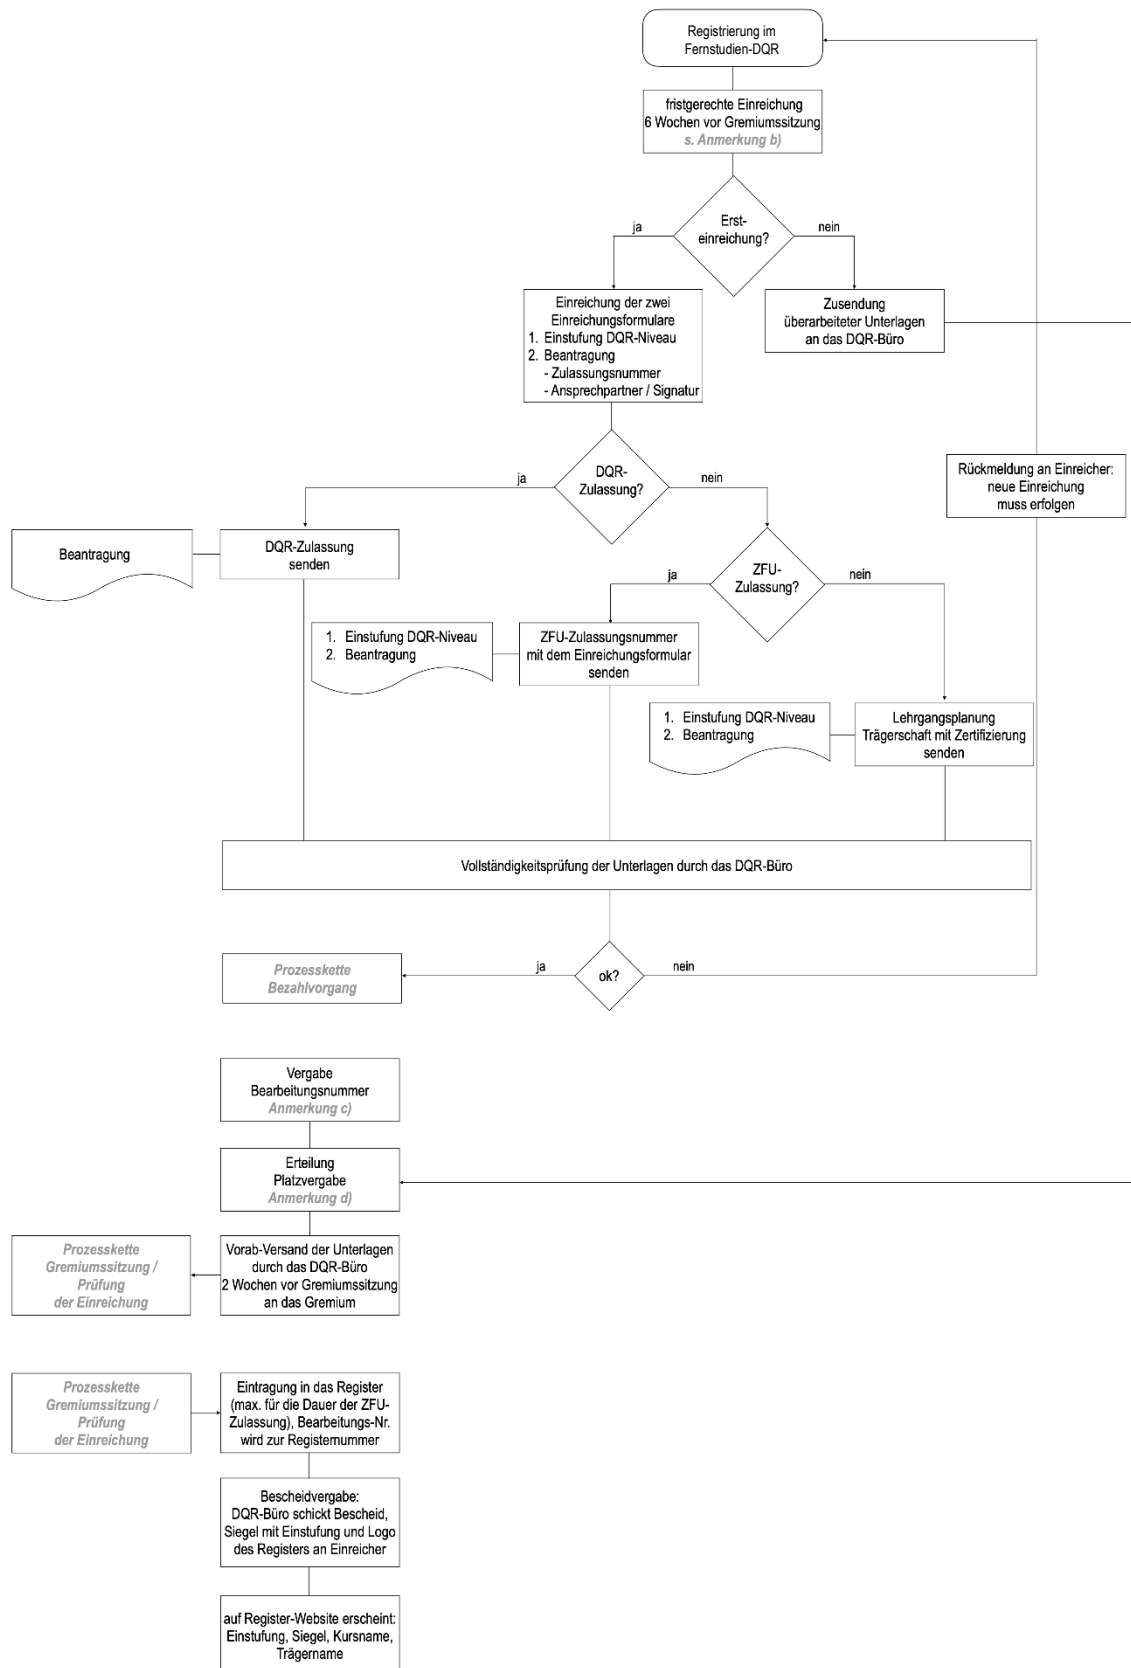 Registrierung im
Fernstudien-DQR
fristgerechte Einreichung
6 Wochen vor Gremiumssitzung
s. Anmerkung b)
Erst-
einreichung?
ja
nein
Einreichung der zwei
Einreichungsformulare
1. Einstufung DQR-Niveau
2. Beantragung
- Zulassungsnummer
- Ansprechpartner / Signatur
Zusendung
überarbeiteter Unterlagen
an das DQR-Büro
DQR-
Zulassung?
ja
nein
Rückmeldung an Einreicher:
neue Einreichung
muss erfolgen
Beantragung
DQR-Zulassung
senden
ZFU-
Zulassung?
ja
nein
1. Einstufung DQR-Niveau
2. Beantragung
ZFU-Zulassungsnummer
mit dem Einreichungsformular
senden
1. Einstufung DQR-Niveau
2. Beantragung
Lehrgangsplanung
Trägerschaft mit Zertifizierung
senden
Vollständigkeitsprüfung der Unterlagen durch das DQR-Büro
ok?
ja
nein
Prozesskette
Bezahlvorgang
Vergabe
Bearbeitungsnummer
Anmerkung c)
Erteilung
Platzvergabe
Anmerkung d)
Prozesskette
Gremiumssitzung /
Prüfung
der Einreichung
Vorab-Versand der Unterlagen
durch das DQR-Büro
2 Wochen vor Gremiumssitzung
an das Gremium
Prozesskette
Gremiumssitzung /
Prüfung
der Einreichung
Eintragung in das Register
(max. für die Dauer der ZFU-
Zulassung), Bearbeitungs-Nr.
wird zur Registernummer
Bescheidvergabe:
DQR-Büro schickt Bescheid,
Siegel mit Einstufung und Logo
des Registers an Einreicher
auf Register-Website erscheint:
Einstufung, Siegel, Kursname,
Trägername